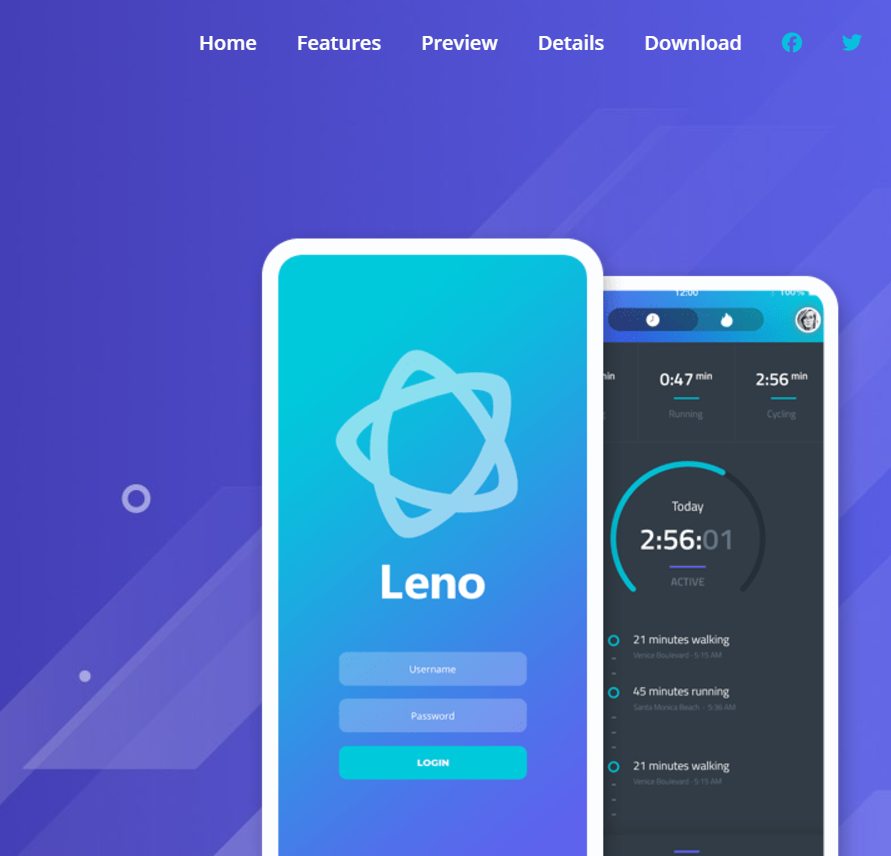 Home Features Preview Details Download
Leno
Username
Password
LOGIN
12:00 100%
min 0:47 min 2:56 min
Running Cycling
Today
2:56:01
ACTIVE
21 minutes walking
Venice Boulevard - 5:15 AM
45 minutes running
Santa Monica Beach - 5:36 AM
21 minutes walking
Venice Boulevard - 5:15 AM